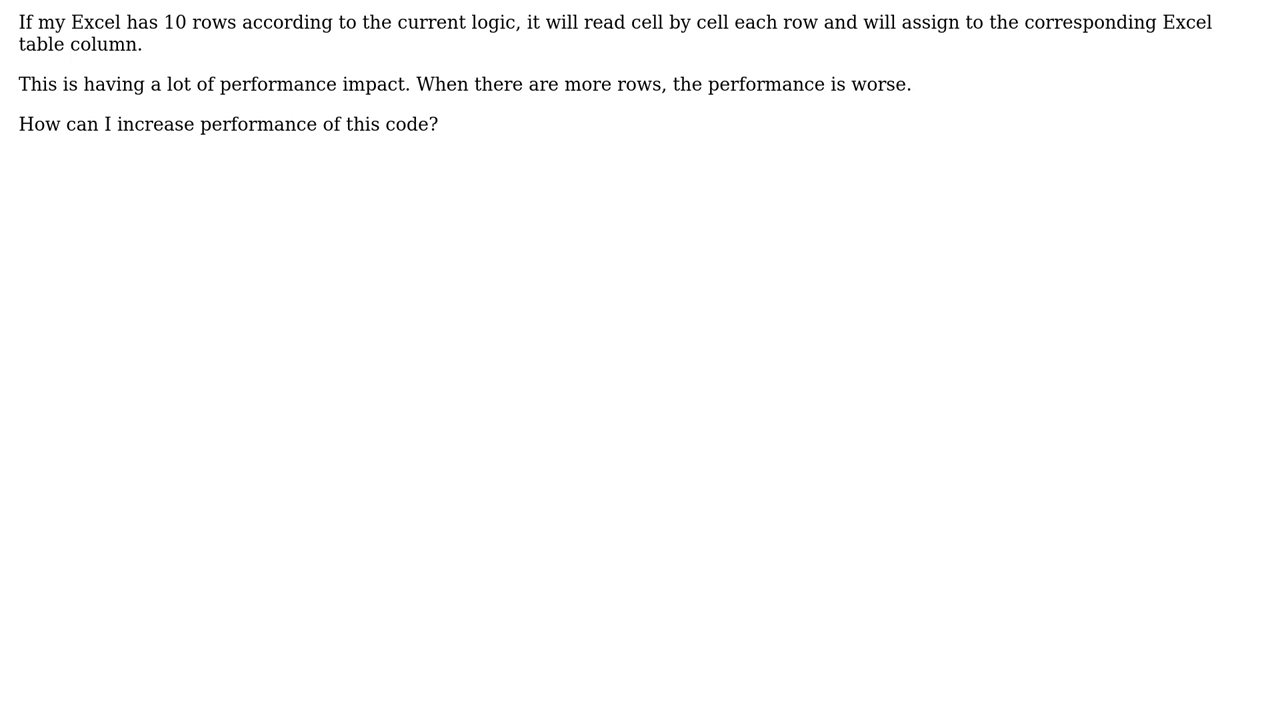 If my Excel has 10 rows according to the current logic, it will read cell by cell each row and will assign to the corresponding Excel
table column.
This is having a lot of performance impact. When there are more rows, the performance is worse.
How can I increase performance of this code?